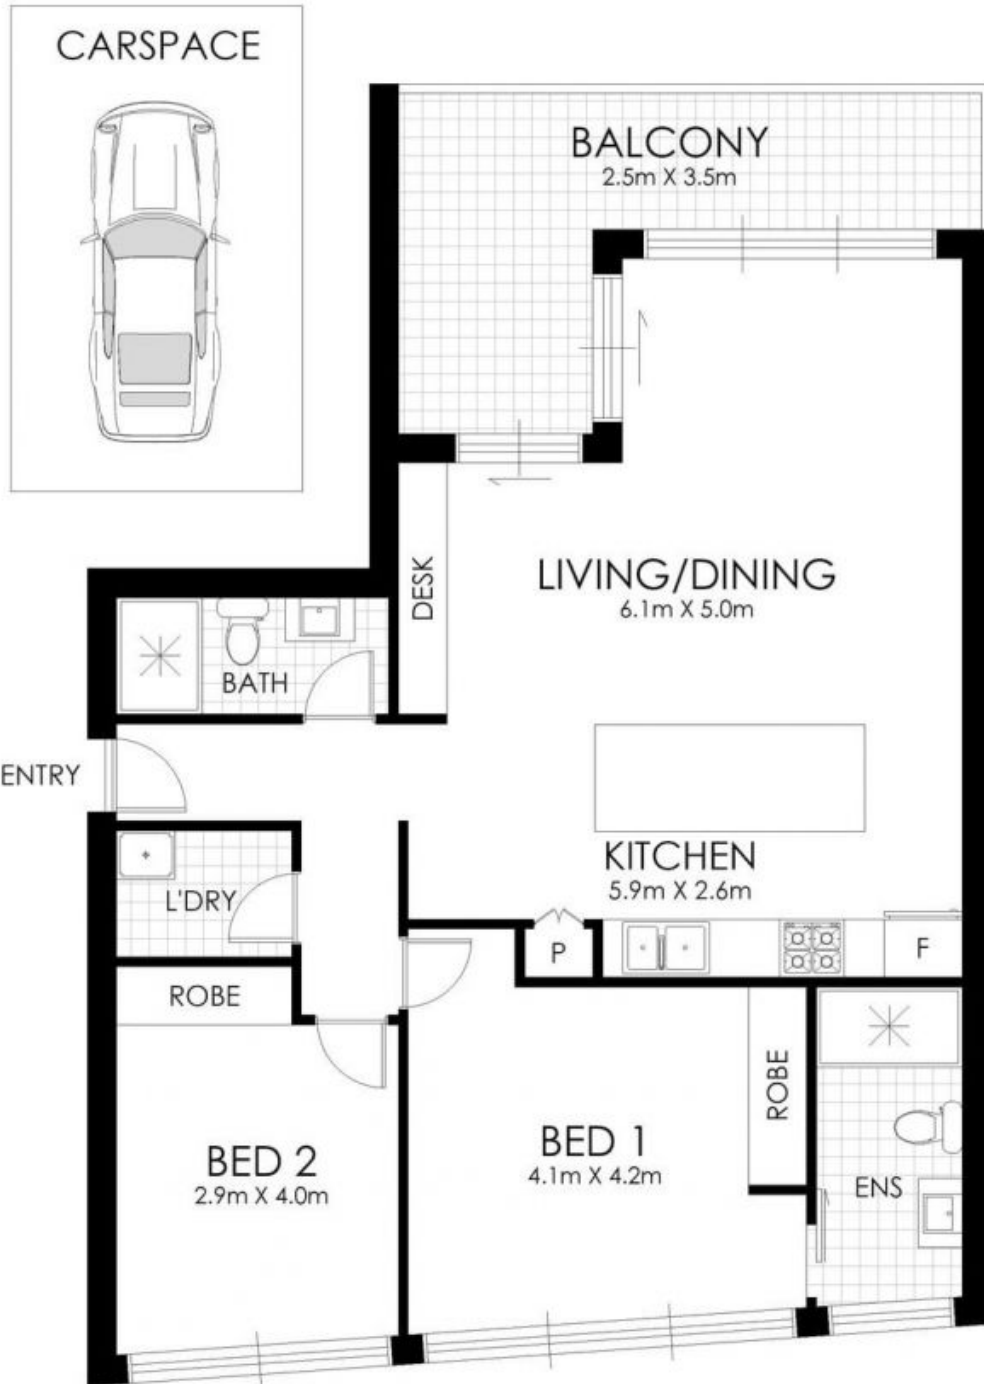 CARSPACE
BALCONY
2.5m X 3.5m
DESK
LIVING/DINING
6.1m X 5.0m
BATH
ENTRY
KITCHEN
5.9m X 2.6m
L'DRY
P
F
ROBE
ROBE
BED 2
2.9m X 4.0m
BED 1
4.1m X 4.2m
ENS